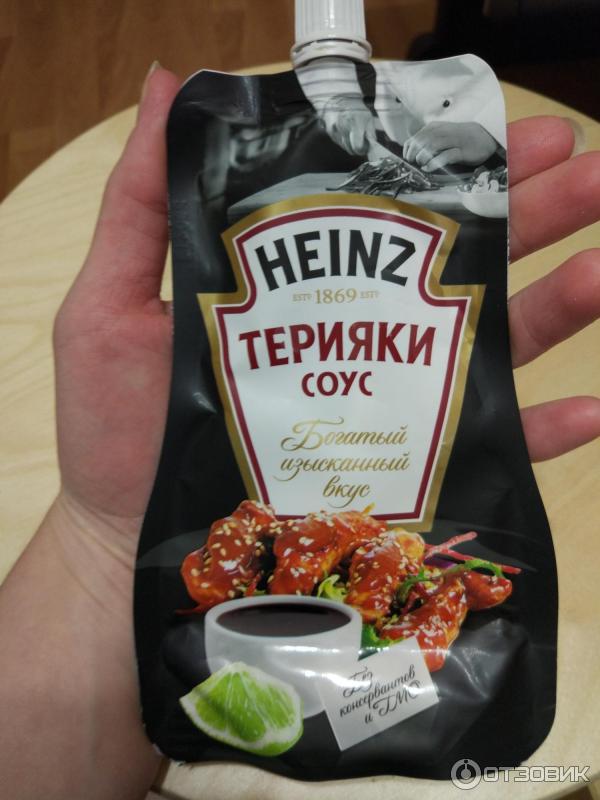 HEINZ
ESTD 1869 ESTD
ТЕРИЯКИ
СОУС
Богатый
изысканный
вкус
Без
консервантов
и ГМО
ОТЗОВИК